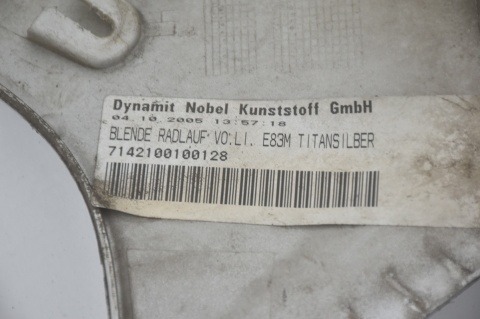 Dynamit Nobel Kunststoff GmbH
04.10.2005 13:57:18
BLENDE RADLAUF VO.LI. E83M TITANSILBER
7142100100128